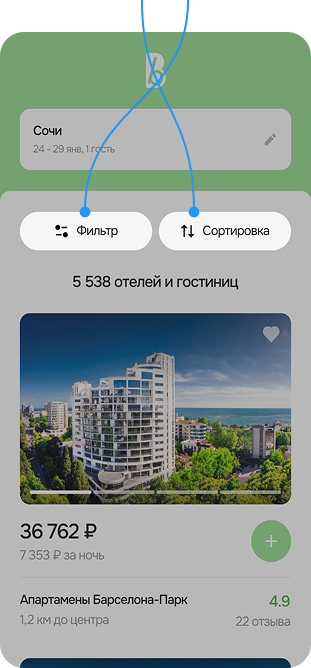 B
Сочи
24 - 29 янв, 1 гость
Фильтр
Сортировка
5 538 отелей и гостиниц
36 762 ₽
7 353 ₽ за ночь
Апартамены Барселона-Парк
4.9
1,2 км до центра
22 отзыва